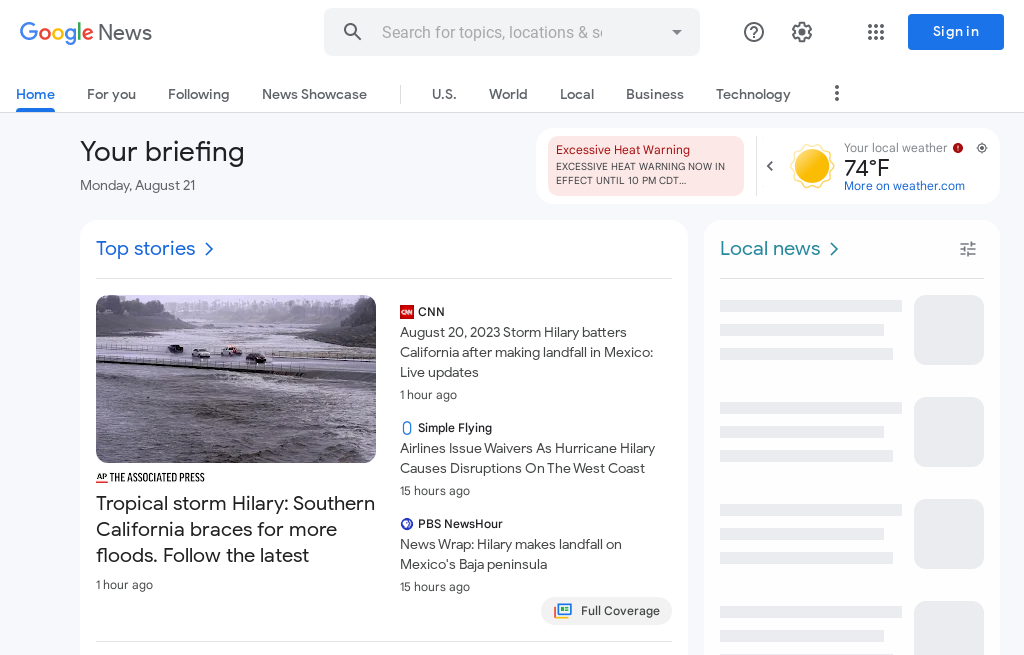 Google News
Search for topics, locations & s
Sign in
Home
For you
Following
News Showcase
U.S.
World
Local
Business
Technology
Your briefing
Monday, August 21
Excessive Heat Warning
EXCESSIVE HEAT WARNING NOW IN
EFFECT UNTIL 10 PM CDT...
Your local weather
74°F
More on weather.com
Top stories
AP THE ASSOCIATED PRESS
Tropical storm Hilary: Southern
California braces for more
floods. Follow the latest
1 hour ago
CNN CNN
August 20, 2023 Storm Hilary batters
California after making landfall in Mexico:
Live updates
1 hour ago
Simple Flying
Airlines Issue Waivers As Hurricane Hilary
Causes Disruptions On The West Coast
15 hours ago
PBS NewsHour
News Wrap: Hilary makes landfall on
Mexico's Baja peninsula
15 hours ago
Full Coverage
Local news